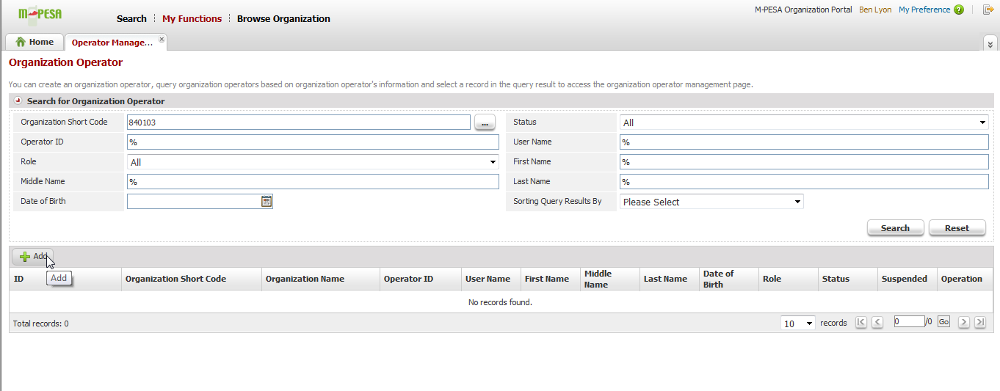 M-PESA
Search My Functions Browse Organization
M-PESA Organization Portal Ben Lyon My Preference ?
Home Operator Manage...
Organization Operator
You can create an organization operator, query organization operators based on organization operator's information and select a record in the query result to access the organization operator management page.
Search for Organization Operator
Organization Short Code 840103 ... Status All
Operator ID % User Name %
Role All First Name %
Middle Name % Last Name %
Date of Birth Sorting Query Results By Please Select
Search Reset
Add
Add
ID Organization Short Code Organization Name Operator ID User Name First Name Middle Name Last Name Date of Birth Role Status Suspended Operation
No records found.
Total records: 0 10 records 0 /0 Go